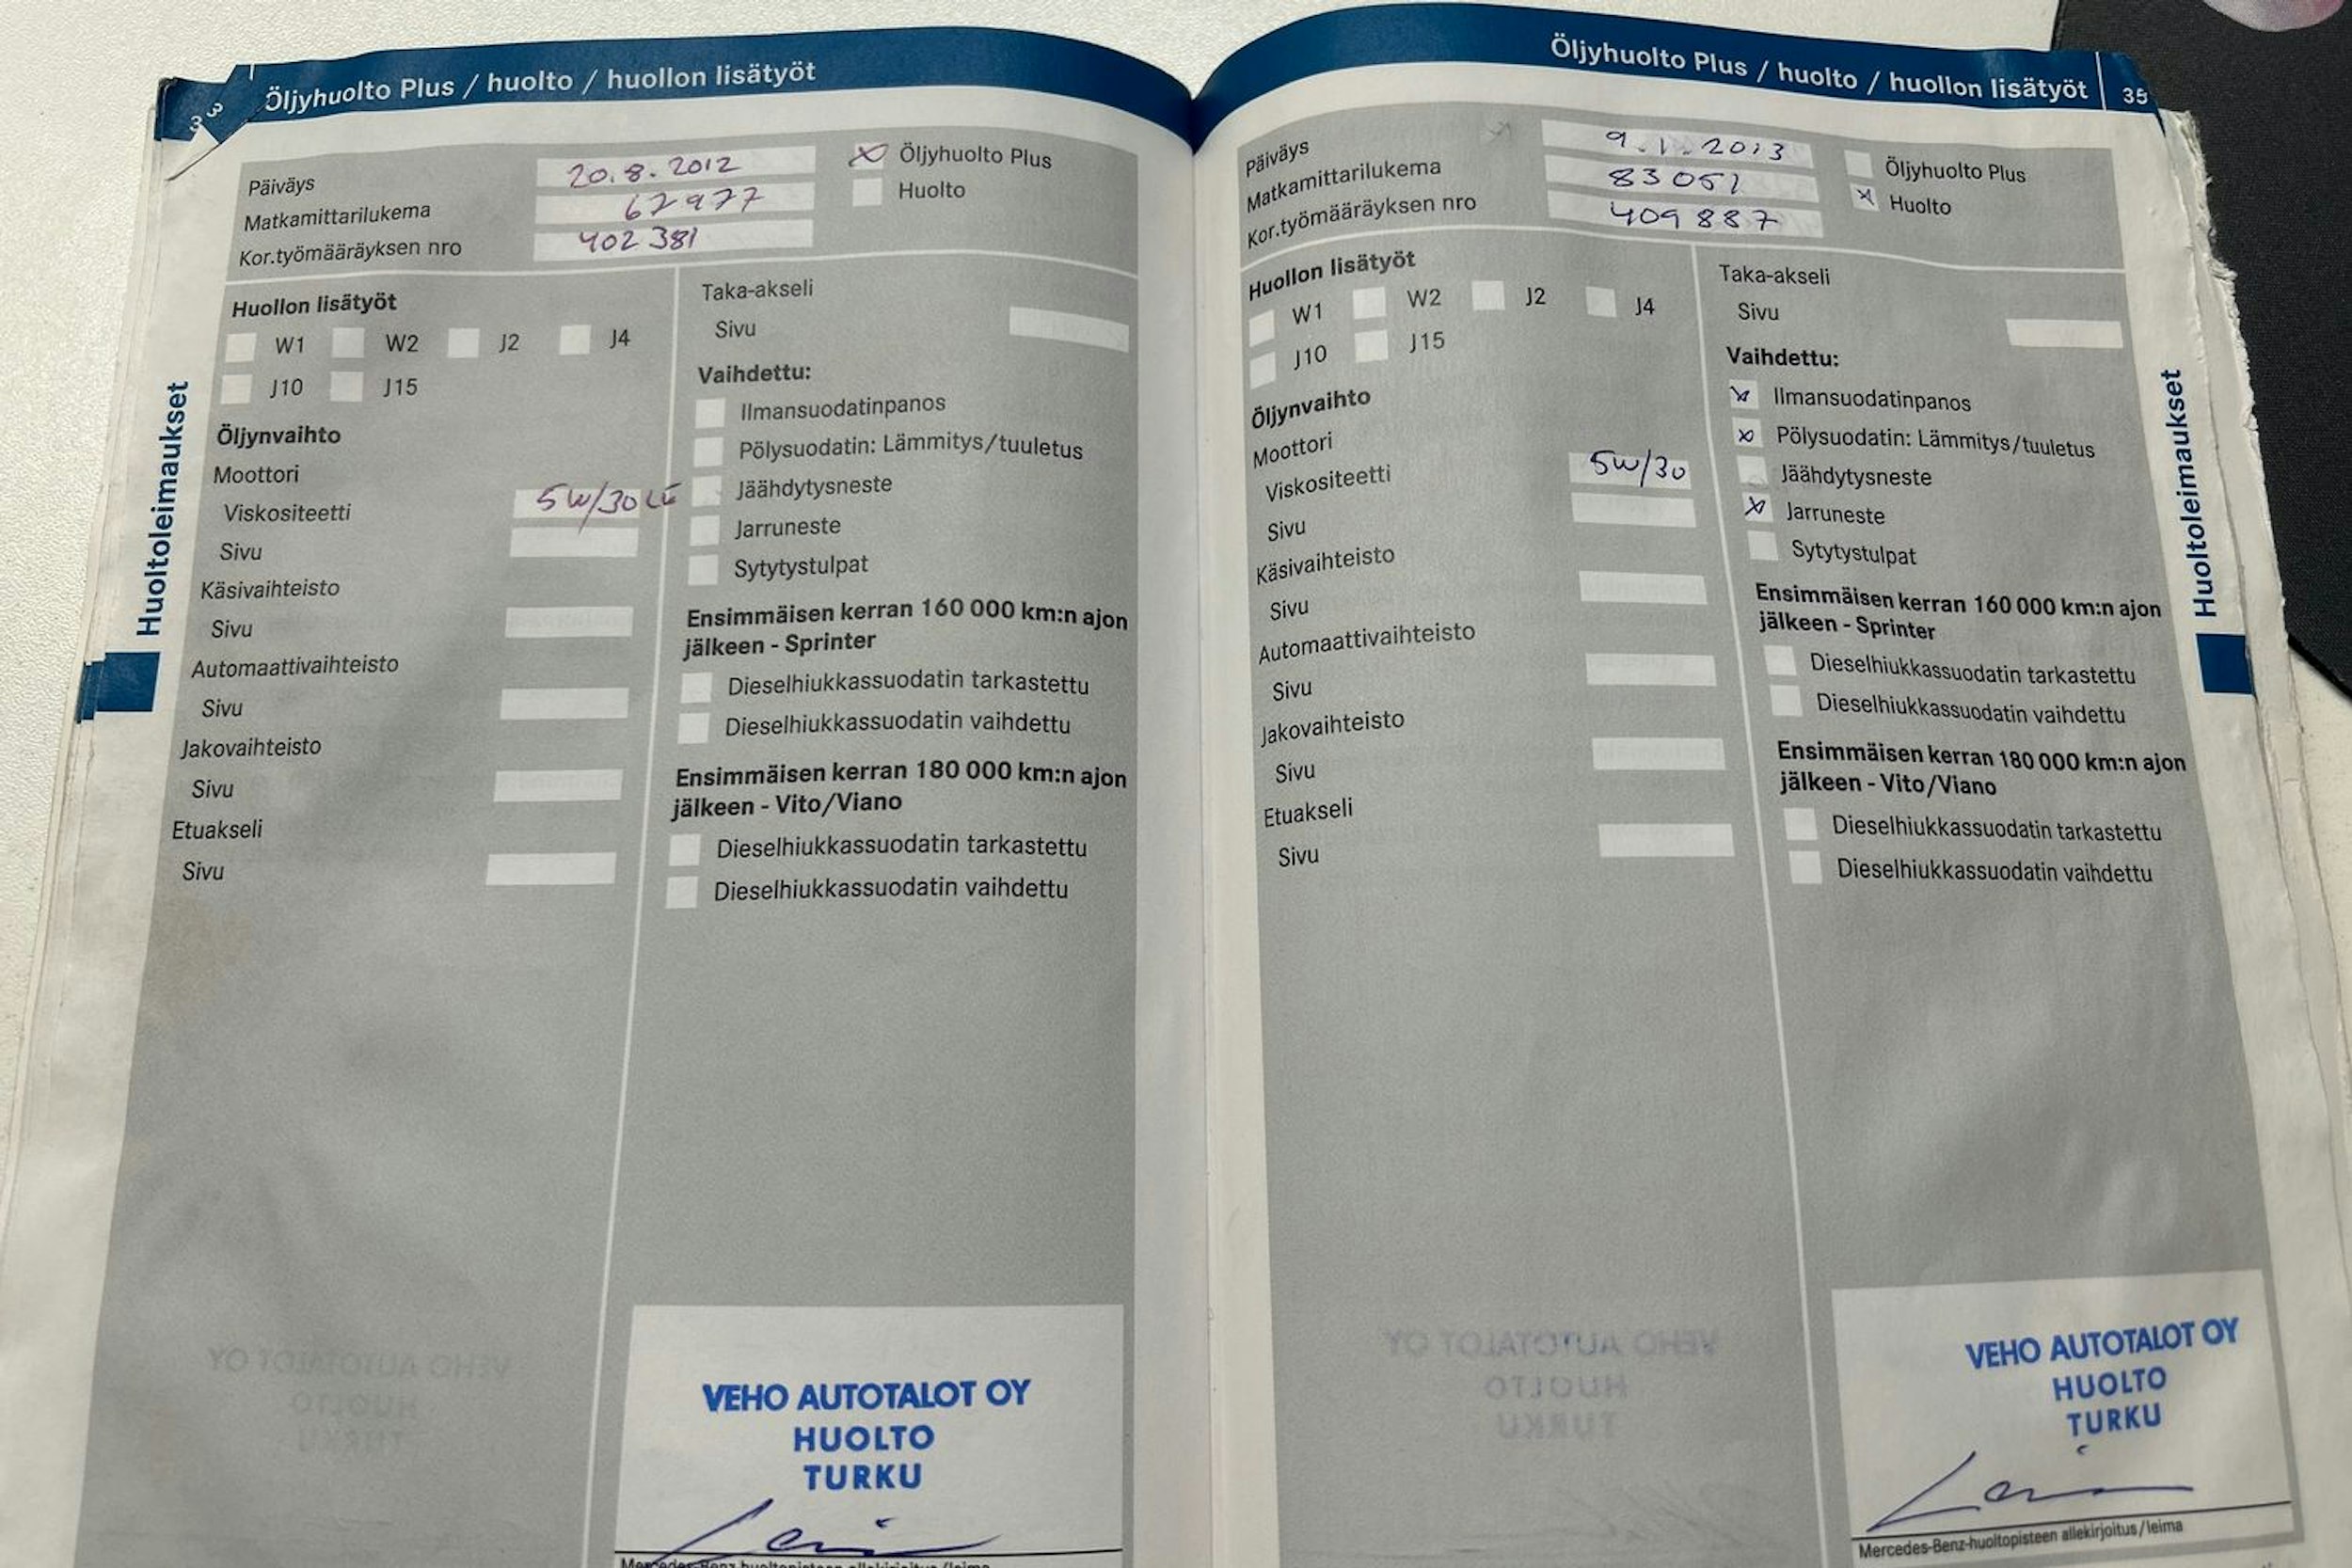 Öljyhuolto Plus / huolto / huollon lisätyöt
Päiväys 20.8.2012
Matkamittarilukema 67977
Kor.työmääräyksen nro 402381
Öljyhuolto Plus
Huolto
Huollon lisätyöt
W1 W2 J2 J4
J10 J15
Öljynvaihto
Moottori
Viskositeetti 5W/30 LE
Sivu
Käsivaihteisto
Sivu
Automaattivaihteisto
Sivu
Jakovaihteisto
Sivu
Etuakseli
Sivu
Taka-akseli
Sivu
Vaihdettu:
Ilmansuodatinpanos
Pölysuodatin: Lämmitys/tuuletus
Jäähdytysneste
Jarruneste
Sytytystulpat
Ensimmäisen kerran 160 000 km:n ajon
jälkeen - Sprinter
Dieselhiukkassuodatin tarkastettu
Dieselhiukkassuodatin vaihdettu
Ensimmäisen kerran 180 000 km:n ajon
jälkeen - Vito/Viano
Dieselhiukkassuodatin tarkastettu
Dieselhiukkassuodatin vaihdettu
VEHO AUTOTALOT OY
HUOLTO
TURKU
Mercedes-Benz-huoltopisteen allekirjoitus/leima
Huoltoleimaukset
Öljyhuolto Plus / huolto / huollon lisätyöt 35
Päiväys 9.1.2013
Matkamittarilukema 83051
Kor.työmääräyksen nro 409887
Öljyhuolto Plus
Huolto
Huollon lisätyöt
W1 W2 J2 J4
J10 J15
Öljynvaihto
Moottori
Viskositeetti 5W/30
Sivu
Käsivaihteisto
Sivu
Automaattivaihteisto
Sivu
Jakovaihteisto
Sivu
Etuakseli
Sivu
Taka-akseli
Sivu
Vaihdettu:
Ilmansuodatinpanos
Pölysuodatin: Lämmitys/tuuletus
Jäähdytysneste
Jarruneste
Sytytystulpat
Ensimmäisen kerran 160 000 km:n ajon
jälkeen - Sprinter
Dieselhiukkassuodatin tarkastettu
Dieselhiukkassuodatin vaihdettu
Ensimmäisen kerran 180 000 km:n ajon
jälkeen - Vito/Viano
Dieselhiukkassuodatin tarkastettu
Dieselhiukkassuodatin vaihdettu
VEHO AUTOTALOT OY
HUOLTO
TURKU
Mercedes-Benz-huoltopisteen allekirjoitus/leima
Huoltoleimaukset